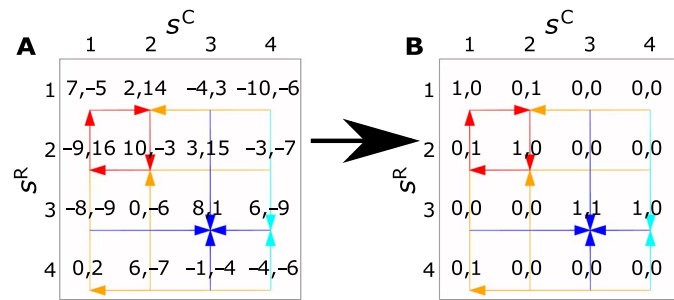 A
s^C
1 2 3 4
s^R
1 7,–5 2,14 –4,3 –10,–6
2 –9,16 10,–3 3,15 –3,–7
3 –8,–9 0,–6 8,1 6,–9
4 0,2 6,–7 –1,–4 –4,–6
B
s^C
1 2 3 4
s^R
1 1,0 0,1 0,0 0,0
2 0,1 1,0 0,0 0,0
3 0,0 0,0 1,1 1,0
4 0,1 0,0 0,0 0,0